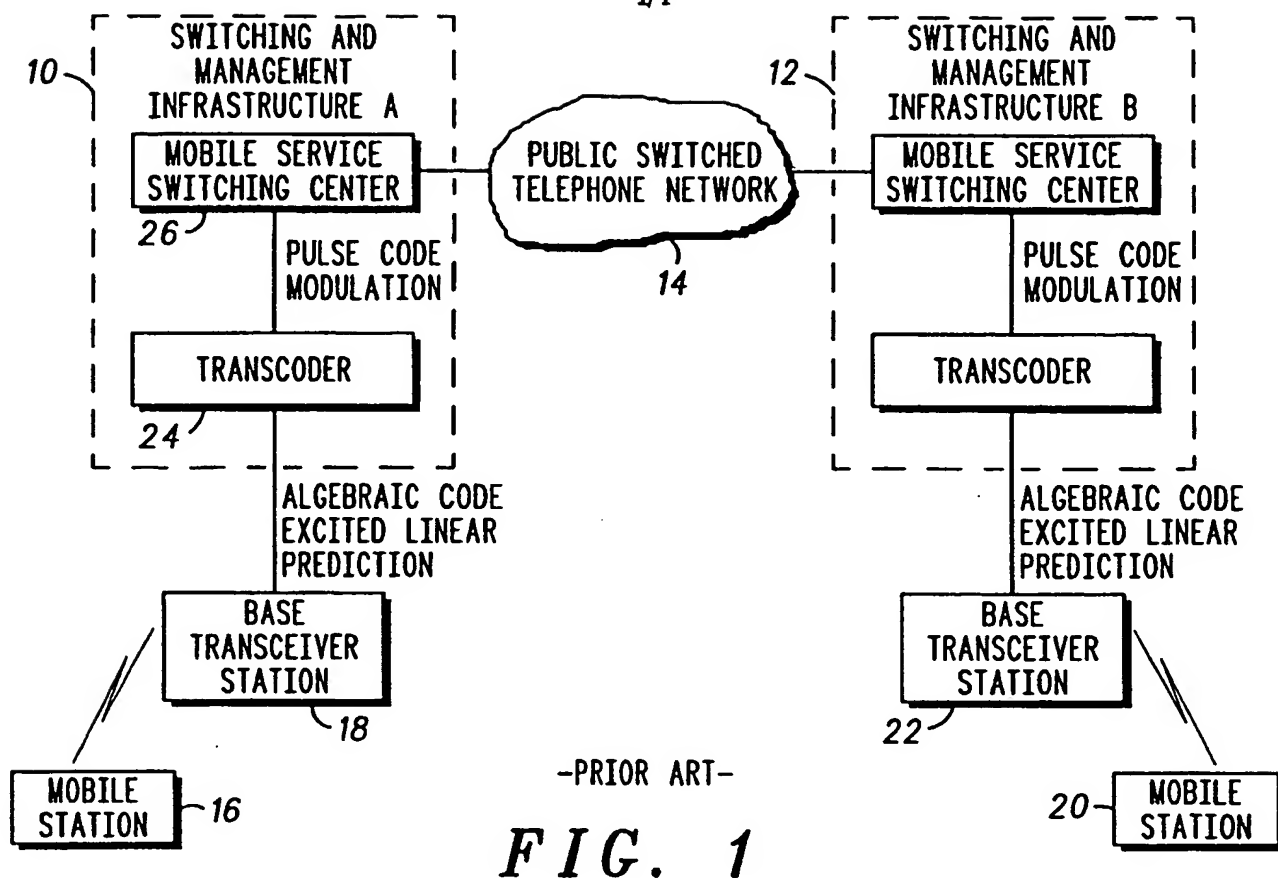 SWITCHING AND
MANAGEMENT
INFRASTRUCTURE A
10
MOBILE SERVICE
SWITCHING CENTER
26
PULSE CODE
MODULATION
TRANSCODER
24
ALGEBRAIC CODE
EXCITED LINEAR
PREDICTION
BASE
TRANSCEIVER
STATION
18
MOBILE
STATION
16
PUBLIC SWITCHED
TELEPHONE NETWORK
14
SWITCHING AND
MANAGEMENT
INFRASTRUCTURE B
12
MOBILE SERVICE
SWITCHING CENTER
PULSE CODE
MODULATION
TRANSCODER
ALGEBRAIC CODE
EXCITED LINEAR
PREDICTION
BASE
TRANSCEIVER
STATION
22
MOBILE
STATION
20
-PRIOR ART-
FIG. 1